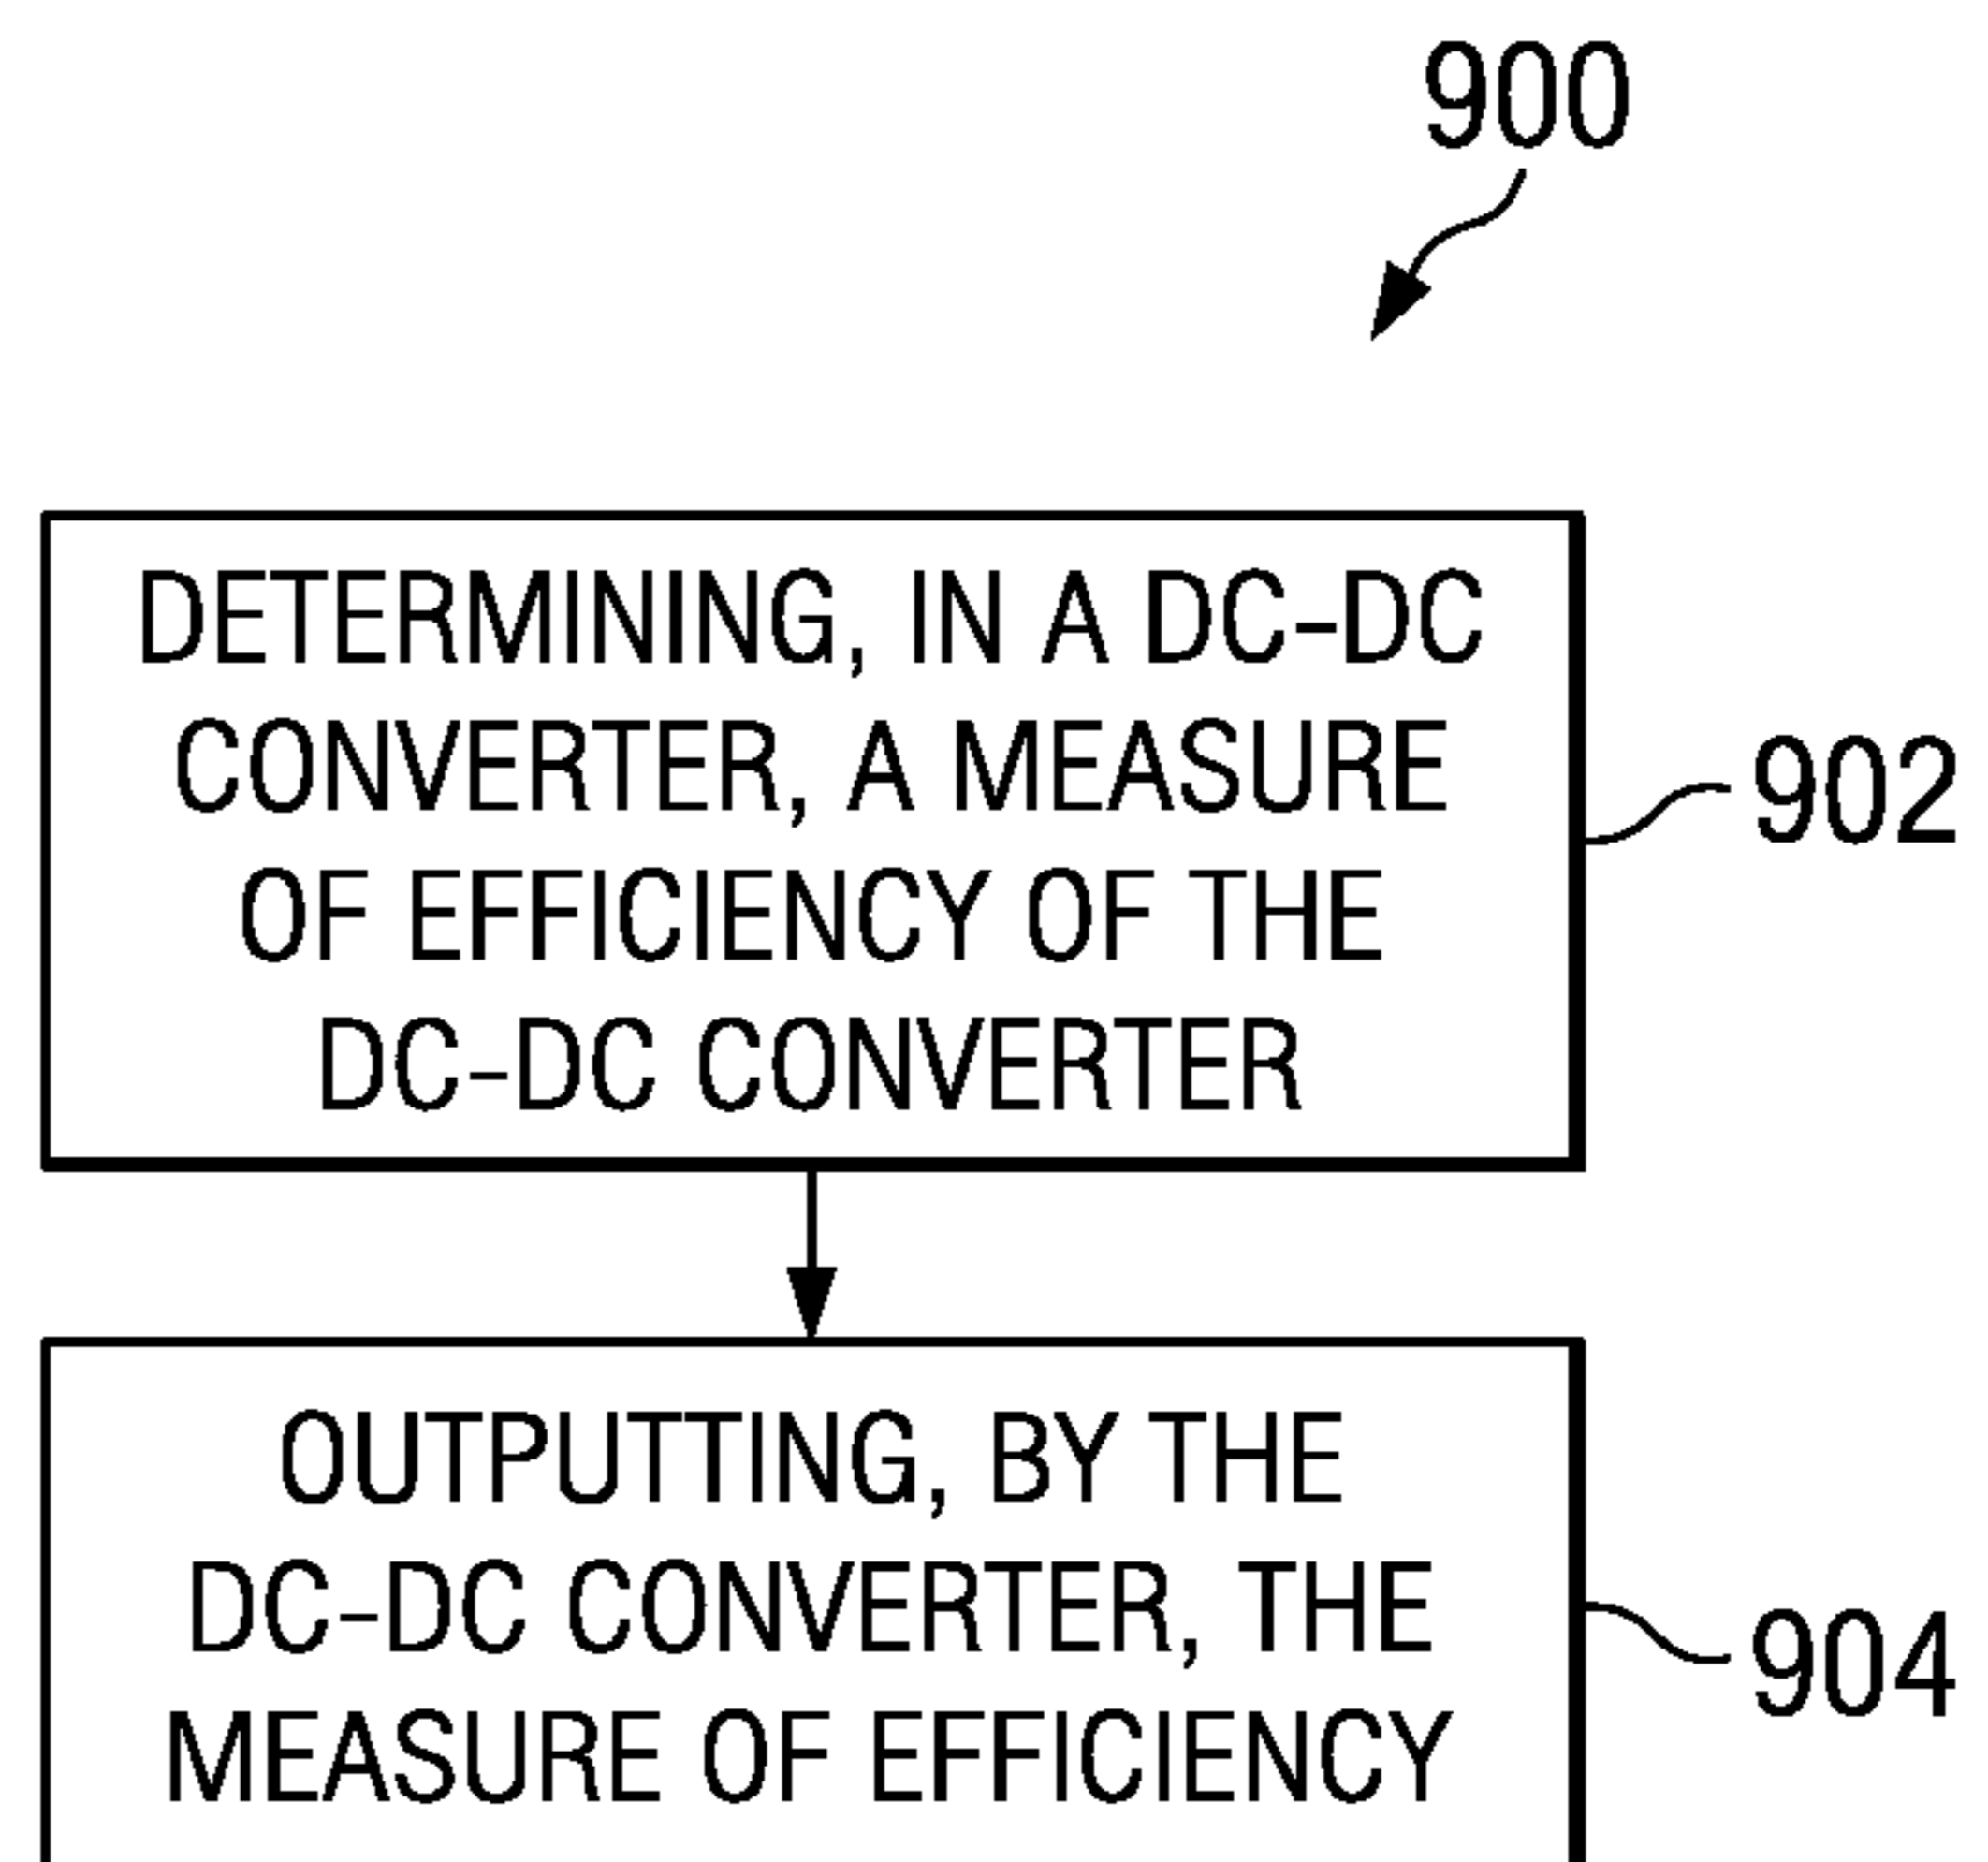 900
DETERMINING, IN A DC-DC
CONVERTER, A MEASURE
OF EFFICIENCY OF THE
DC-DC CONVERTER
902
OUTPUTTING, BY THE
DC-DC CONVERTER, THE
MEASURE OF EFFICIENCY
904